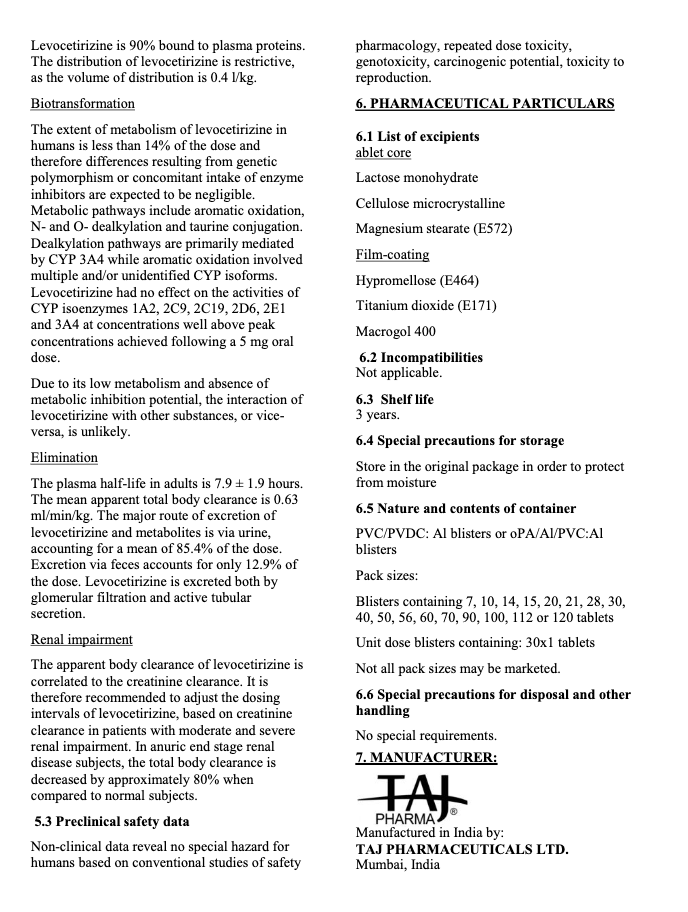 Levocetirizine is 90% bound to plasma proteins.
The distribution of levocetirizine is restrictive,
as the volume of distribution is 0.4 l/kg.
Biotransformation
The extent of metabolism of levocetirizine in
humans is less than 14% of the dose and
therefore differences resulting from genetic
polymorphism or concomitant intake of enzyme
inhibitors are expected to be negligible.
Metabolic pathways include aromatic oxidation,
N- and O- dealkylation and taurine conjugation.
Dealkylation pathways are primarily mediated
by CYP 3A4 while aromatic oxidation involved
multiple and/or unidentified CYP isoforms.
Levocetirizine had no effect on the activities of
CYP isoenzymes 1A2, 2C9, 2C19, 2D6, 2E1
and 3A4 at concentrations well above peak
concentrations achieved following a 5 mg oral
dose.
Due to its low metabolism and absence of
metabolic inhibition potential, the interaction of
levocetirizine with other substances, or vice-
versa, is unlikely.
Elimination
The plasma half-life in adults is 7.9 ± 1.9 hours.
The mean apparent total body clearance is 0.63
ml/min/kg. The major route of excretion of
levocetirizine and metabolites is via urine,
accounting for a mean of 85.4% of the dose.
Excretion via feces accounts for only 12.9% of
the dose. Levocetirizine is excreted both by
glomerular filtration and active tubular
secretion.
Renal impairment
The apparent body clearance of levocetirizine is
correlated to the creatinine clearance. It is
therefore recommended to adjust the dosing
intervals of levocetirizine, based on creatinine
clearance in patients with moderate and severe
renal impairment. In anuric end stage renal
disease subjects, the total body clearance is
decreased by approximately 80% when
compared to normal subjects.
5.3 Preclinical safety data
Non-clinical data reveal no special hazard for
humans based on conventional studies of safety
pharmacology, repeated dose toxicity,
genotoxicity, carcinogenic potential, toxicity to
reproduction.
6. PHARMACEUTICAL PARTICULARS
6.1 List of excipients
ablet core
Lactose monohydrate
Cellulose microcrystalline
Magnesium stearate (E572)
Film-coating
Hypromellose (E464)
Titanium dioxide (E171)
Macrogol 400
6.2 Incompatibilities
Not applicable.
6.3 Shelf life
3 years.
6.4 Special precautions for storage
Store in the original package in order to protect
from moisture
6.5 Nature and contents of container
PVC/PVDC: Al blisters or oPA/Al/PVC:Al
blisters
Pack sizes:
Blisters containing 7, 10, 14, 15, 20, 21, 28, 30,
40, 50, 56, 60, 70, 90, 100, 112 or 120 tablets
Unit dose blisters containing: 30x1 tablets
Not all pack sizes may be marketed.
6.6 Special precautions for disposal and other
handling
No special requirements.
7. MANUFACTURER:
TAJ
PHARMA ®
Manufactured in India by:
TAJ PHARMACEUTICALS LTD.
Mumbai, India